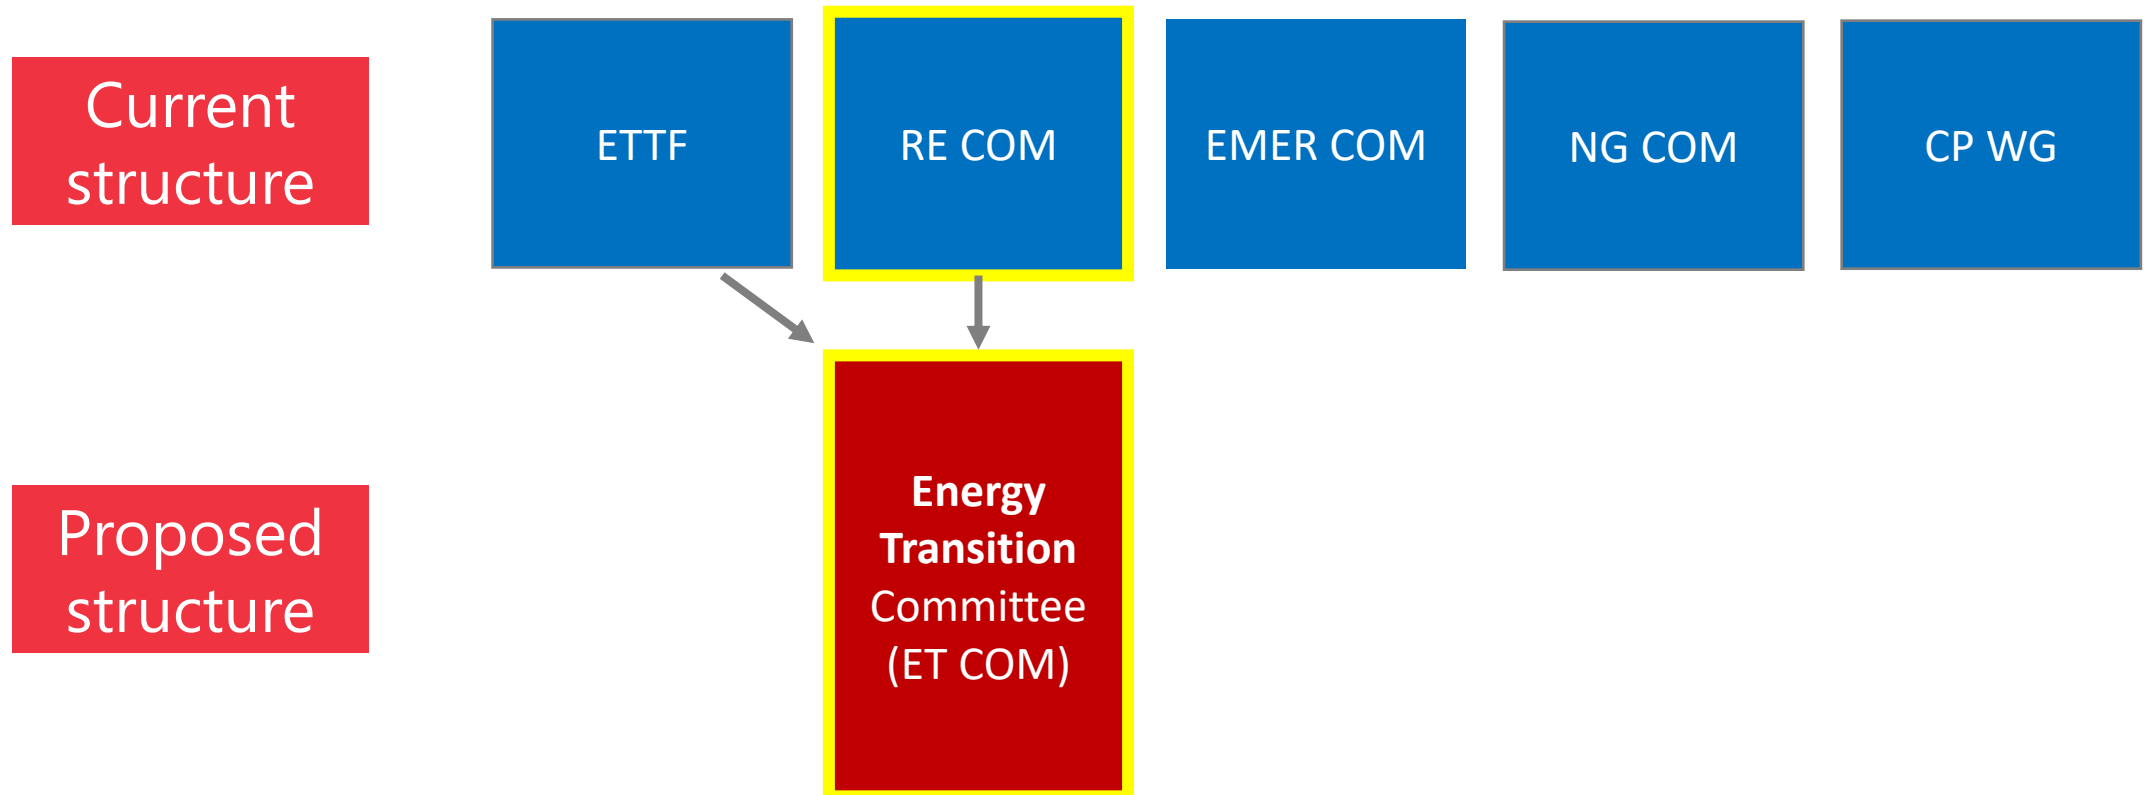 Current
structure
ETTF
RE COM
EMER COM
NG COM
CP WG
Proposed
structure
Energy
Transition
Committee
(ET COM)